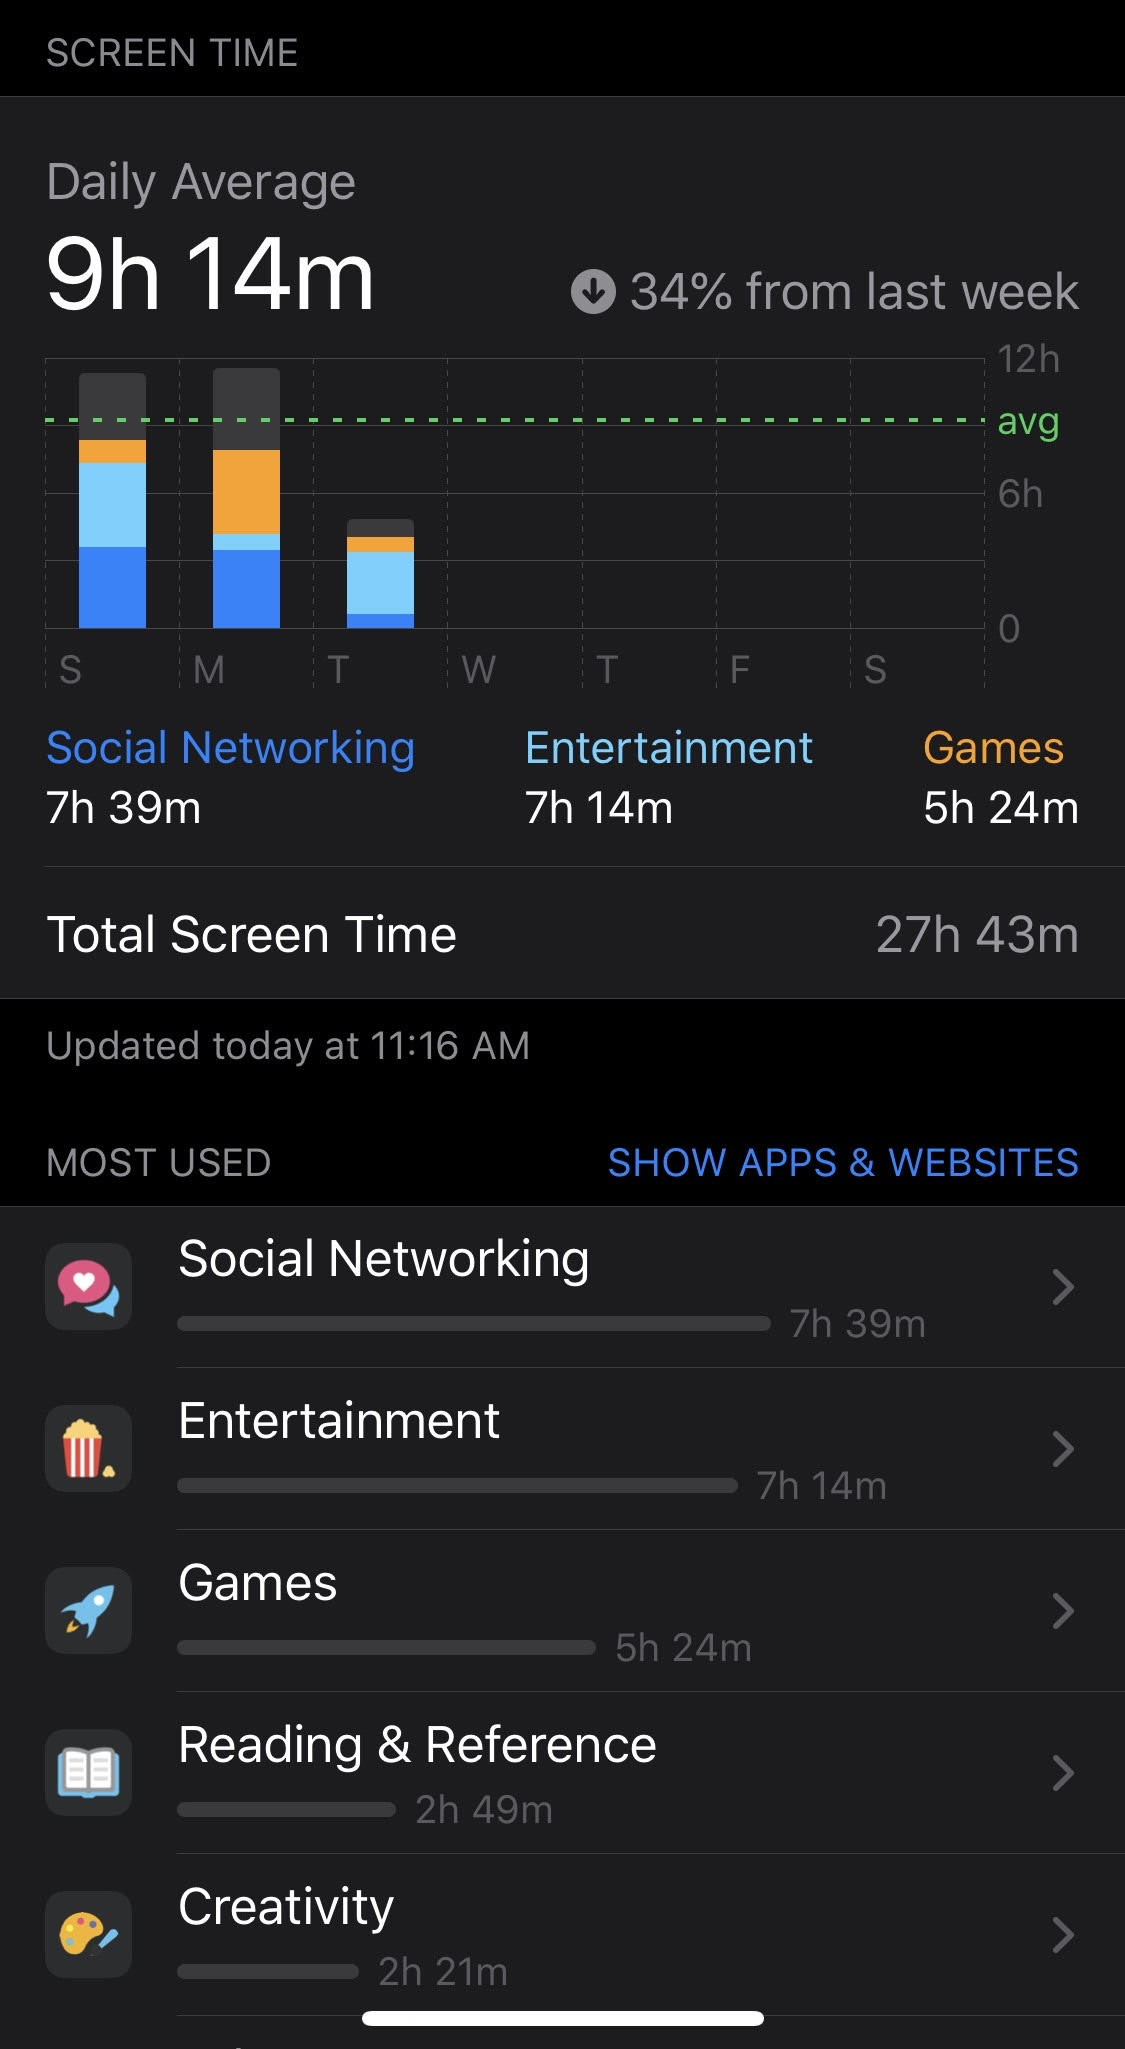 SCREEN TIME
Daily Average
9h 14m
34% from last week
12h
avg
6h
0
S M T W T F S
Social Networking Entertainment Games
7h 39m 7h 14m 5h 24m
Total Screen Time 27h 43m
Updated today at 11:16 AM
MOST USED SHOW APPS & WEBSITES
Social Networking
7h 39m
Entertainment
7h 14m
Games
5h 24m
Reading & Reference
2h 49m
Creativity
2h 21m